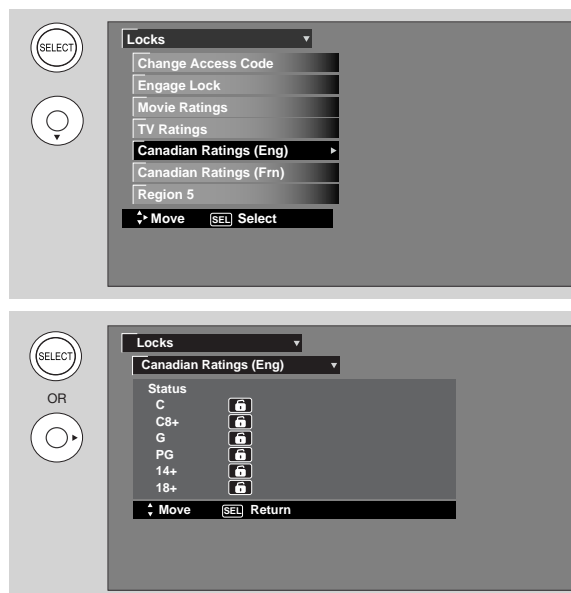 SELECT
Locks
Change Access Code
Engage Lock
Movie Ratings
TV Ratings
Canadian Ratings (Eng)
Canadian Ratings (Frn)
Region 5
Move SEL Select
SELECT
OR
Locks
Canadian Ratings (Eng)
Status
C
C8+
G
PG
14+
18+
Move SEL Return